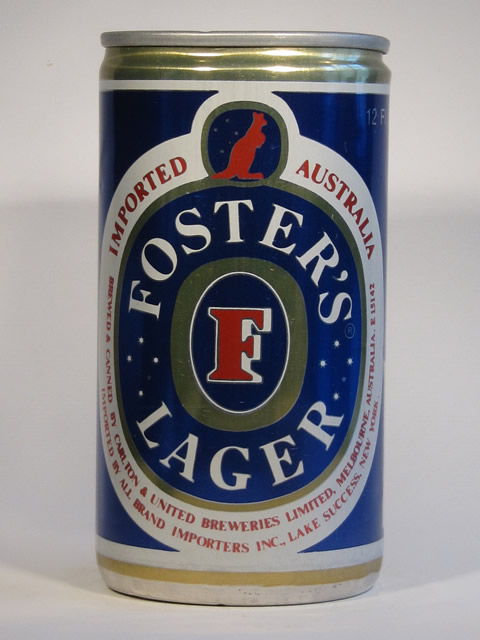 12 F
IMPORTED AUSTRALIA
FOSTER'S
F
LAGER
®
BREWED & CANNED BY CARLTON & UNITED BREWERIES LIMITED, MELBOURNE, AUSTRALIA. R 15142
IMPORTED BY ALL BRAND IMPORTERS INC., LAKE SUCCESS, NEW YORK.